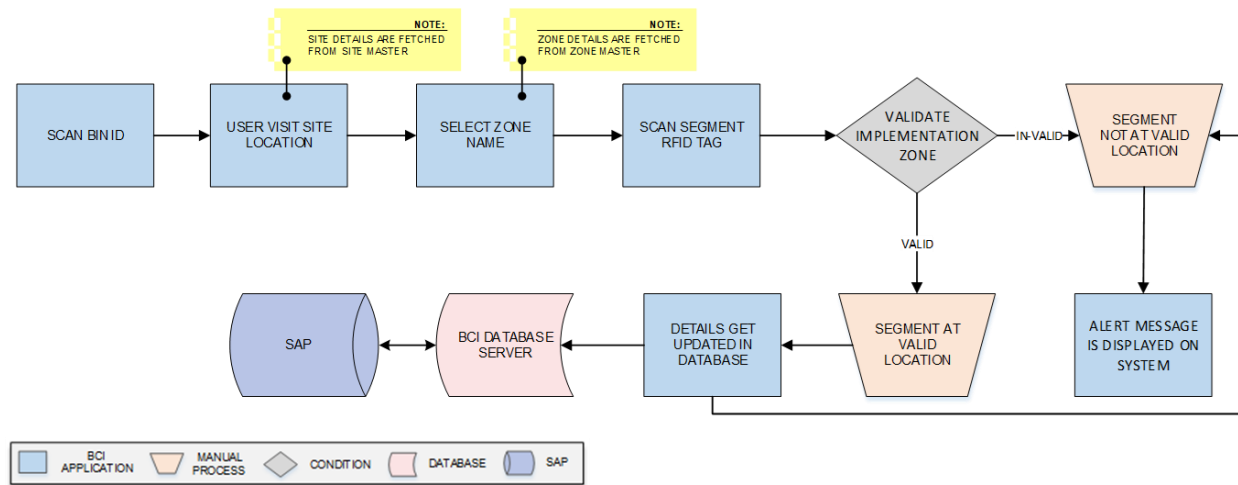 NOTE:
SITE DETAILS ARE FETCHED
FROM SITE MASTER
NOTE:
ZONE DETAILS ARE FETCHED
FROM ZONE MASTER
SCAN BIN ID
USER VISIT SITE
LOCATION
SELECT ZONE
NAME
SCAN SEGMENT
RFID TAG
VALIDATE
IMPLEMENTATION
ZONE
IN-VALID
SEGMENT
NOT AT VALID
LOCATION
VALID
SAP
BCI DATABASE
SERVER
DETAILS GET
UPDATED IN
DATABASE
SEGMENT AT
VALID
LOCATION
ALERT MESSAGE
IS DISPLAYED ON
SYSTEM
BCI
APPLICATION
MANUAL
PROCESS
CONDITION
DATABASE
SAP